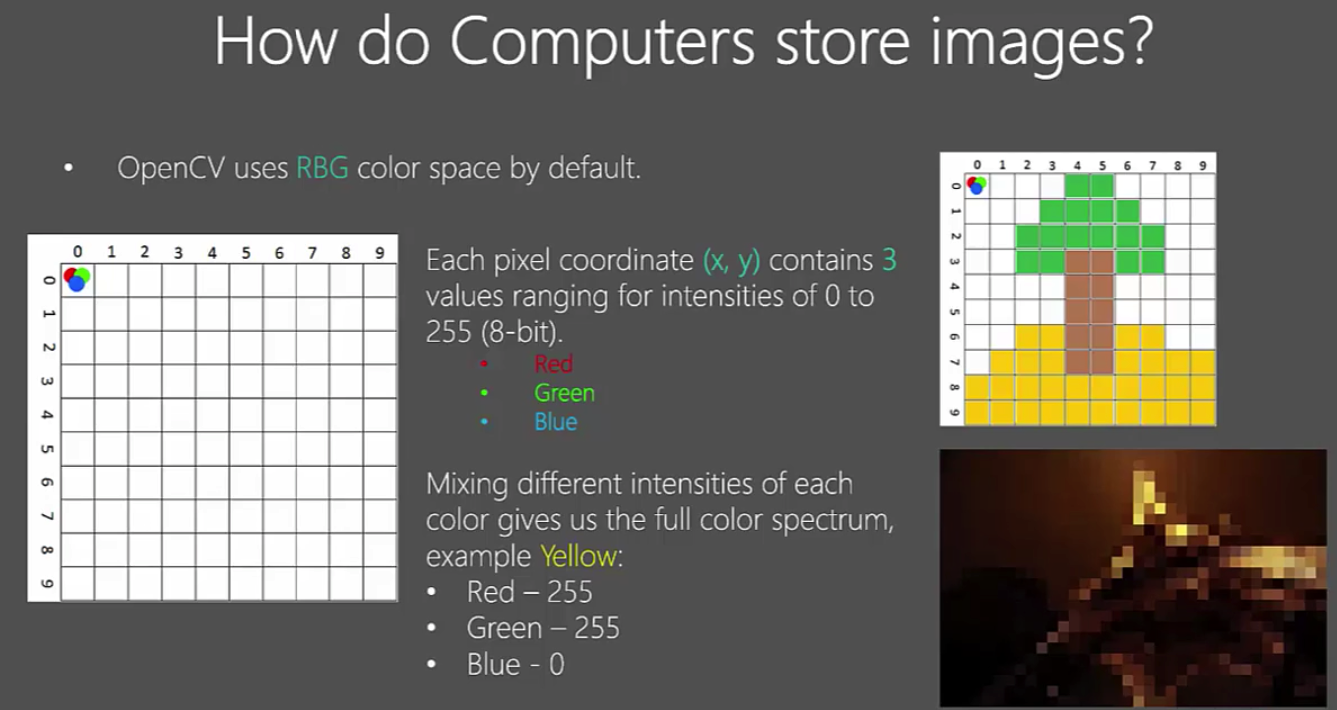 How do Computers store images?
• OpenCV uses RBG color space by default.
0 1 2 3 4 5 6 7 8 9
0
1
2
3
4
5
6
7
8
9
Each pixel coordinate (x, y) contains 3
values ranging for intensities of 0 to
255 (8-bit).
• Red
• Green
• Blue
Mixing different intensities of each
color gives us the full color spectrum,
example Yellow:
• Red – 255
• Green – 255
• Blue - 0
0 1 2 3 4 5 6 7 8 9
0
1
2
3
4
5
6
7
8
9